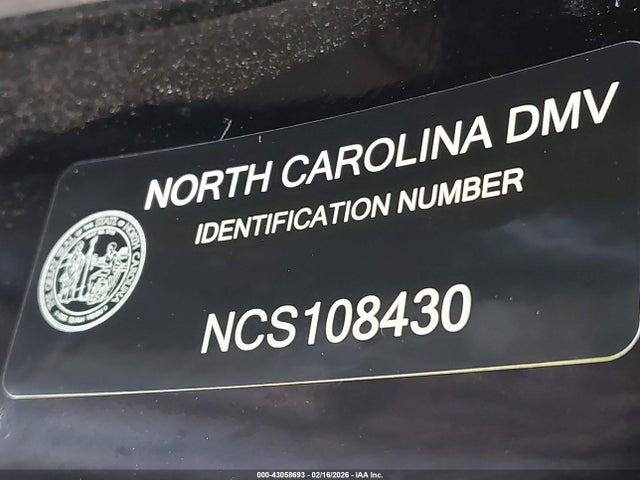 NORTH CAROLINA DMV
IDENTIFICATION NUMBER
NCS108430
000-43058693 - 02/16/2026 - IAA Inc.